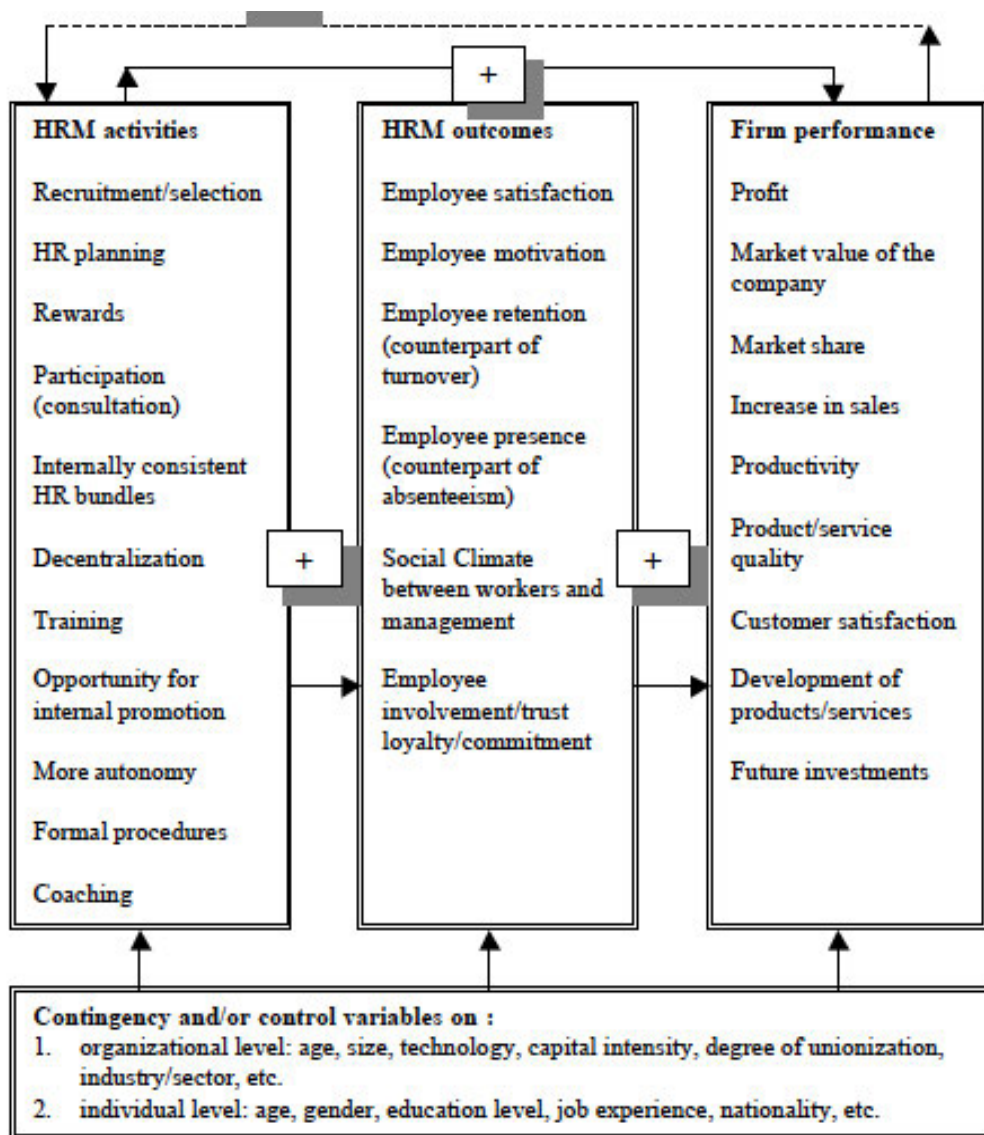 +
HRM activities
Recruitment/selection
HR planning
Rewards
Participation
(consultation)
Internally consistent
HR bundles
Decentralization
Training
Opportunity for
internal promotion
More autonomy
Formal procedures
Coaching
+
HRM outcomes
Employee satisfaction
Employee motivation
Employee retention
(counterpart of
turnover)
Employee presence
(counterpart of
absenteeism)
Social Climate
between workers and
management
Employee
involvement/trust
loyalty/commitment
+
Firm performance
Profit
Market value of the
company
Market share
Increase in sales
Productivity
Product/service
quality
Customer satisfaction
Development of
products/services
Future investments
Contingency and/or control variables on :
1. organizational level: age, size, technology, capital intensity, degree of unionization,
industry/sector, etc.
2. individual level: age, gender, education level, job experience, nationality, etc.